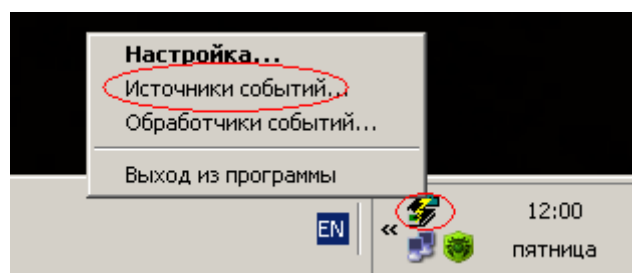 Настройка...
Источники событий...
Обработчики событий...
Выход из программы
EN
«
12:00
пятница